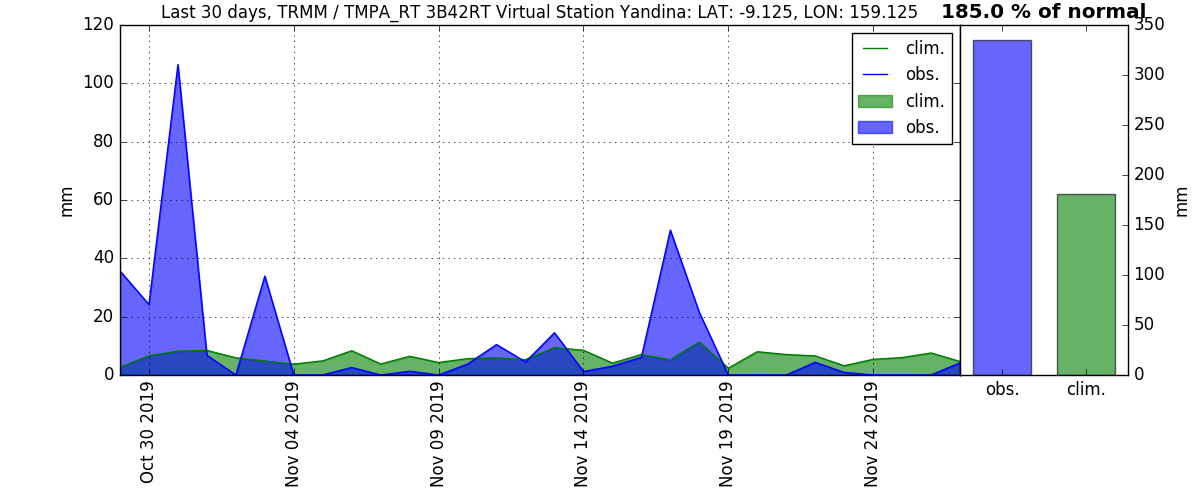 Last 30 days, TRMM / TMPA_RT 3B42RT Virtual Station Yandina: LAT: -9.125, LON: 159.125
185.0 % of normal
120
100
80
60
40
20
0
mm
clim.
obs.
clim.
obs.
Oct 30 2019
Nov 04 2019
Nov 09 2019
Nov 14 2019
Nov 19 2019
Nov 24 2019
350
300
250
200
150
100
50
0
mm
obs.
clim.